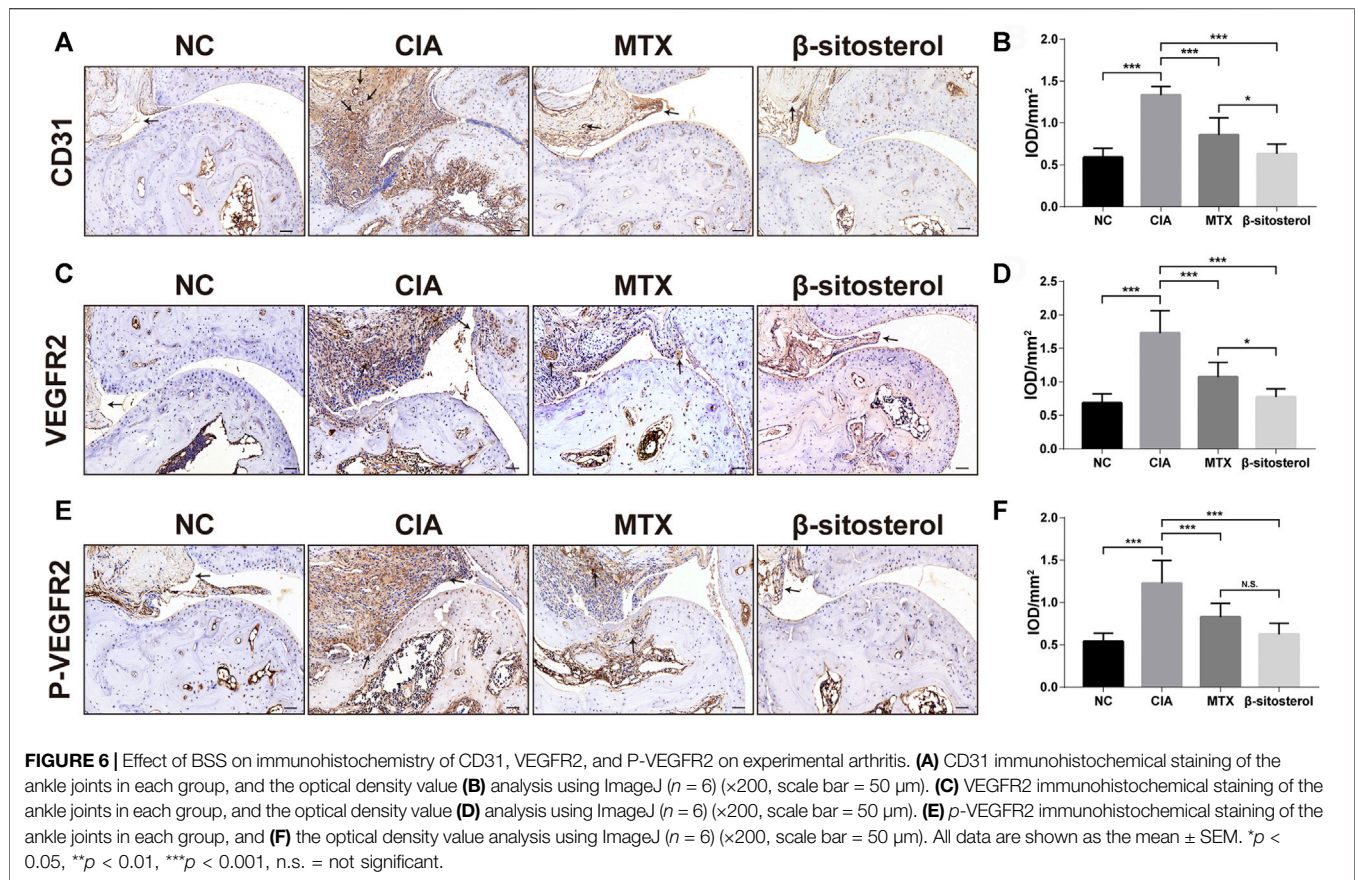 A
NC CIA MTX β-sitosterol
CD31
B
IOD/mm²
2.0
1.5
1.0
0.5
0.0
***
***
***
*
NC CIA MTX β-sitosterol
C
NC CIA MTX β-sitosterol
VEGFR2
D
IOD/mm²
2.5
2.0
1.5
1.0
0.5
0.0
***
***
***
*
NC CIA MTX β-sitosterol
E
NC CIA MTX β-sitosterol
P-VEGFR2
F
IOD/mm²
2.0
1.5
1.0
0.5
0.0
***
***
***
N.S.
NC CIA MTX β-sitosterol
FIGURE 6 | Effect of BSS on immunohistochemistry of CD31, VEGFR2, and P-VEGFR2 on experimental arthritis. (A) CD31 immunohistochemical staining of the
ankle joints in each group, and the optical density value (B) analysis using ImageJ (n = 6) (×200, scale bar = 50 μm). (C) VEGFR2 immunohistochemical staining of the
ankle joints in each group, and the optical density value (D) analysis using ImageJ (n = 6) (×200, scale bar = 50 μm). (E) p-VEGFR2 immunohistochemical staining of the
ankle joints in each group, and (F) the optical density value analysis using ImageJ (n = 6) (×200, scale bar = 50 μm). All data are shown as the mean ± SEM. *p <
0.05, **p < 0.01, ***p < 0.001, n.s. = not significant.